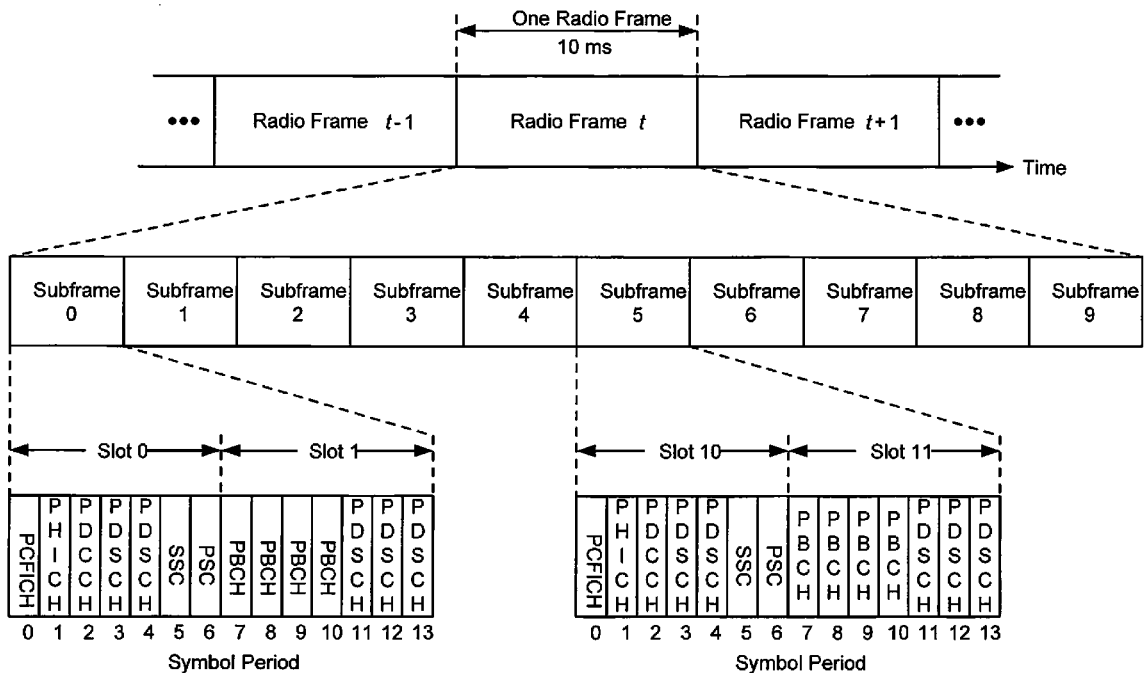 One Radio Frame
10 ms
••• Radio Frame t-1 Radio Frame t Radio Frame t+1 •••
Time
Subframe 0 Subframe 1 Subframe 2 Subframe 3 Subframe 4 Subframe 5 Subframe 6 Subframe 7 Subframe 8 Subframe 9
Slot 0 Slot 1 Slot 10 Slot 11
PCFICH PHICH PDCCH PDSCH PDSCH SSC PSC PBCH PBCH PBCH PBCH PDSCH PDSCH PDSCH
0 1 2 3 4 5 6 7 8 9 10 11 12 13
Symbol Period
PCFICH PHICH PDCCH PDSCH PDSCH SSC PSC PBCH PBCH PBCH PBCH PDSCH PDSCH PDSCH
0 1 2 3 4 5 6 7 8 9 10 11 12 13
Symbol Period